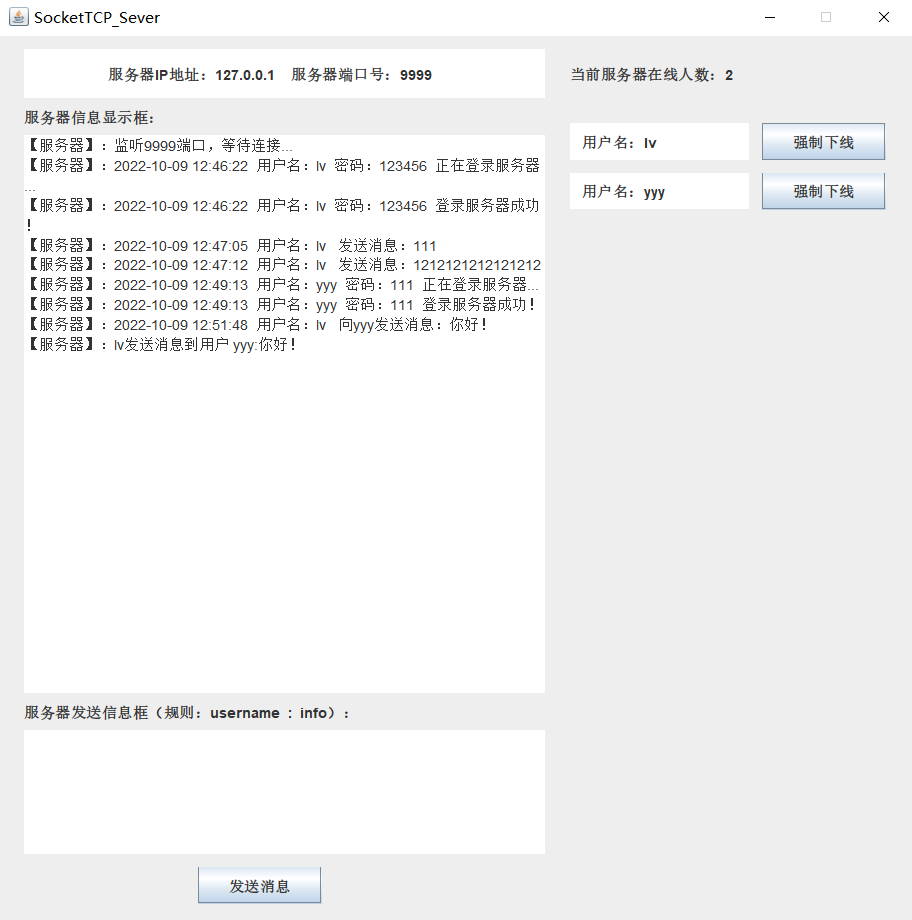 SocketTCP_Sever
服务器IP地址：127.0.0.1 服务器端口号：9999
当前服务器在线人数：2
服务器信息显示框：
【服务器】：监听9999端口，等待连接...
【服务器】：2022-10-09 12:46:22 用户名：lv 密码：123456 正在登录服务器
...
【服务器】：2022-10-09 12:46:22 用户名：lv 密码：123456 登录服务器成功
！
【服务器】：2022-10-09 12:47:05 用户名：lv 发送消息：111
【服务器】：2022-10-09 12:47:12 用户名：lv 发送消息：1212121212121212
【服务器】：2022-10-09 12:49:13 用户名：yyy 密码：111 正在登录服务器...
【服务器】：2022-10-09 12:49:13 用户名：yyy 密码：111 登录服务器成功！
【服务器】：2022-10-09 12:51:48 用户名：lv 向yyy发送消息：你好！
【服务器】：lv发送消息到用户 yyy:你好！
用户名：lv 强制下线
用户名：yyy 强制下线
服务器发送信息框（规则：username : info）：
发送消息